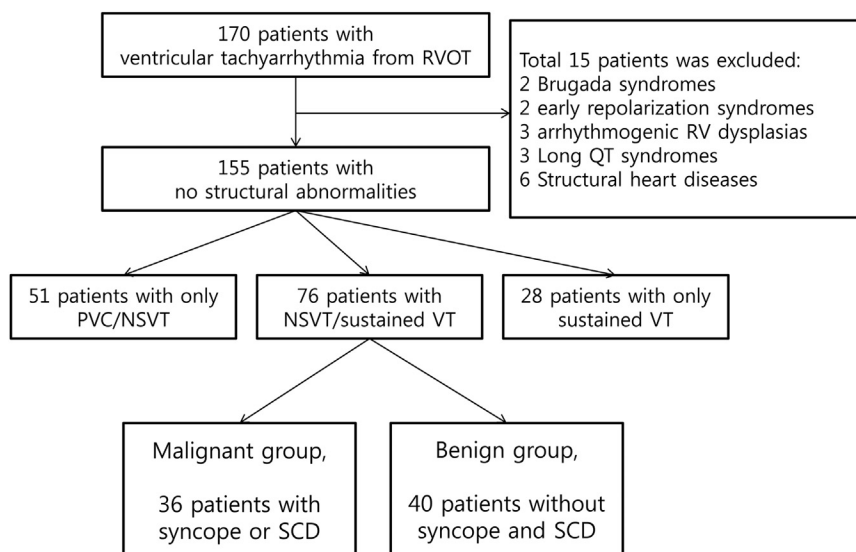 170 patients with
ventricular tachyarrhythmia from RVOT
Total 15 patients was excluded:
2 Brugada syndromes
2 early repolarization syndromes
3 arrhythmogenic RV dysplasias
3 Long QT syndromes
6 Structural heart diseases
155 patients with
no structural abnormalities
51 patients with only
PVC/NSVT
76 patients with
NSVT/sustained VT
28 patients with only
sustained VT
Malignant group,
36 patients with
syncope or SCD
Benign group,
40 patients without
syncope and SCD